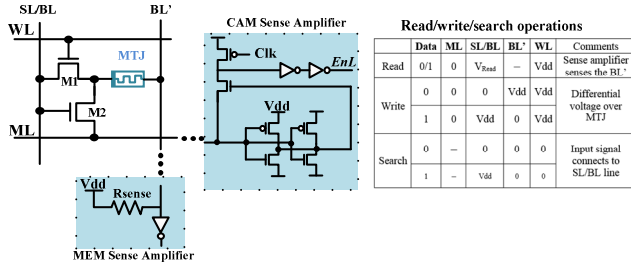 SL/BL
BL'
WL
MTJ
M1
M2
ML
Vdd
Rsense
MEM Sense Amplifier
CAM Sense Amplifier
Clk
EnL
Vdd
Read/write/search operations
Data ML SL/BL BL' WL Comments
Read 0/1 0 VRead – Vdd Sense amplifier senses the BL'
Write 0 0 0 Vdd Vdd Differential voltage over MTJ
1 0 Vdd 0 Vdd
Search 0 – 0 0 0 Input signal connects to SL/BL line
1 – Vdd 0 0